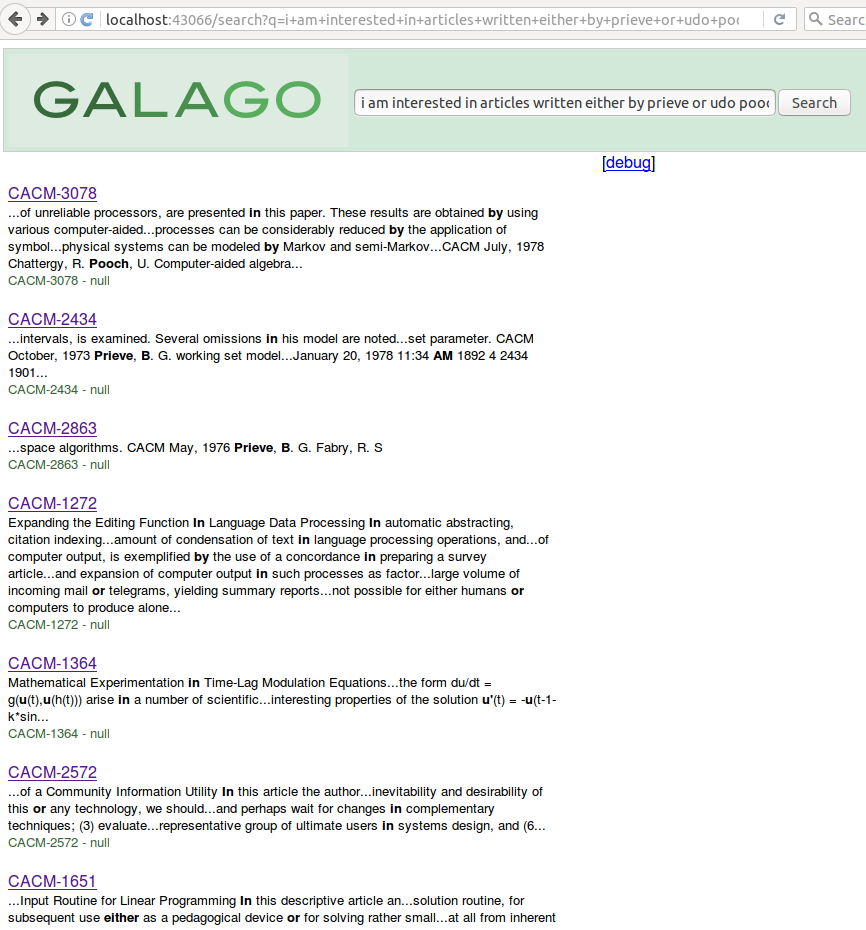 localhost:43066/search?q=i+am+interested+in+articles+written+either+by+prieve+or+udo+poo
Searc
GALAGO
i am interested in articles written either by prieve or udo pooc
Search
[debug]
CACM-3078
...of unreliable processors, are presented in this paper. These results are obtained by using
various computer-aided...processes can be considerably reduced by the application of
symbol...physical systems can be modeled by Markov and semi-Markov...CACM July, 1978
Chattergy, R. Pooch, U. Computer-aided algebra...
CACM-3078 - null
CACM-2434
...intervals, is examined. Several omissions in his model are noted...set parameter. CACM
October, 1973 Prieve, B. G. working set model...January 20, 1978 11:34 AM 1892 4 2434
1901...
CACM-2434 - null
CACM-2863
...space algorithms. CACM May, 1976 Prieve, B. G. Fabry, R. S
CACM-2863 - null
CACM-1272
Expanding the Editing Function In Language Data Processing In automatic abstracting,
citation indexing...amount of condensation of text in language processing operations, and...of
computer output, is exemplified by the use of a concordance in preparing a survey
article...and expansion of computer output in such processes as factor...large volume of
incoming mail or telegrams, yielding summary reports...not possible for either humans or
computers to produce alone...
CACM-1272 - null
CACM-1364
Mathematical Experimentation in Time-Lag Modulation Equations...the form du/dt =
g(u(t),u(h(t))) arise in a number of scientific...interesting properties of the solution u'(t) = -u(t-1-
k*sin...
CACM-1364 - null
CACM-2572
...of a Community Information Utility In this article the author...inevitability and desirability of
this or any technology, we should...and perhaps wait for changes in complementary
techniques; (3) evaluate...representative group of ultimate users in systems design, and (6...
CACM-2572 - null
CACM-1651
...Input Routine for Linear Programming In this descriptive article an...solution routine, for
subsequent use either as a pedagogical device or for solving rather small...at all from inherent